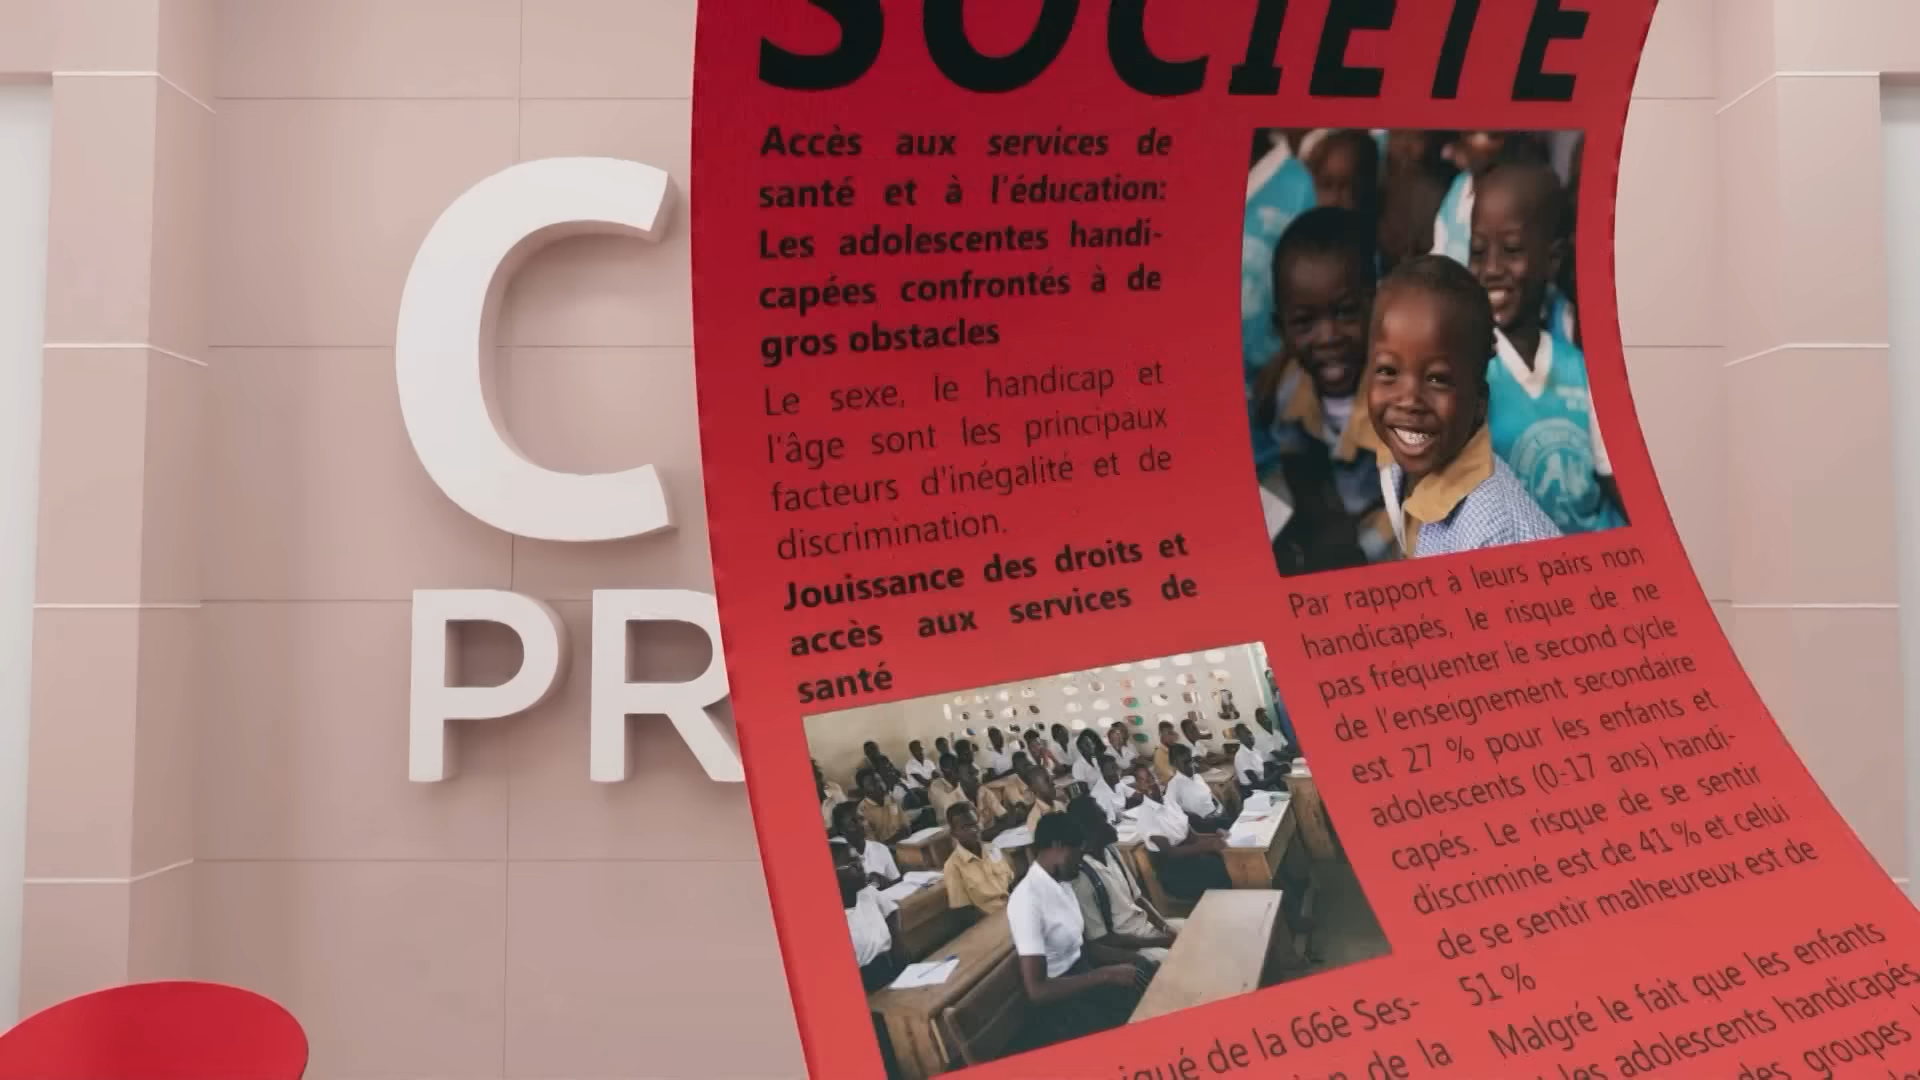 C
PR
SOCIÉTÉ
Accès aux services de
santé et à l'éducation:
Les adolescentes handi-
capées confrontés à de
gros obstacles
Le sexe, le handicap et
l'âge sont les principaux
facteurs d'inégalité et de
discrimination.
Jouissance des droits et
accès aux services de
santé
de la 66è Ses-
de la
Par rapport à leurs pairs non
handicapés, le risque de ne
pas fréquenter le second cycle
de l'enseignement secondaire
est 27 % pour les enfants et
adolescents (0-17 ans) handi-
capés. Le risque de se sentir
discriminé est de 41 % et celui
de se sentir malheureux est de
51 %
Malgré le fait que les enfants
les adolescents handicapés
des groupes